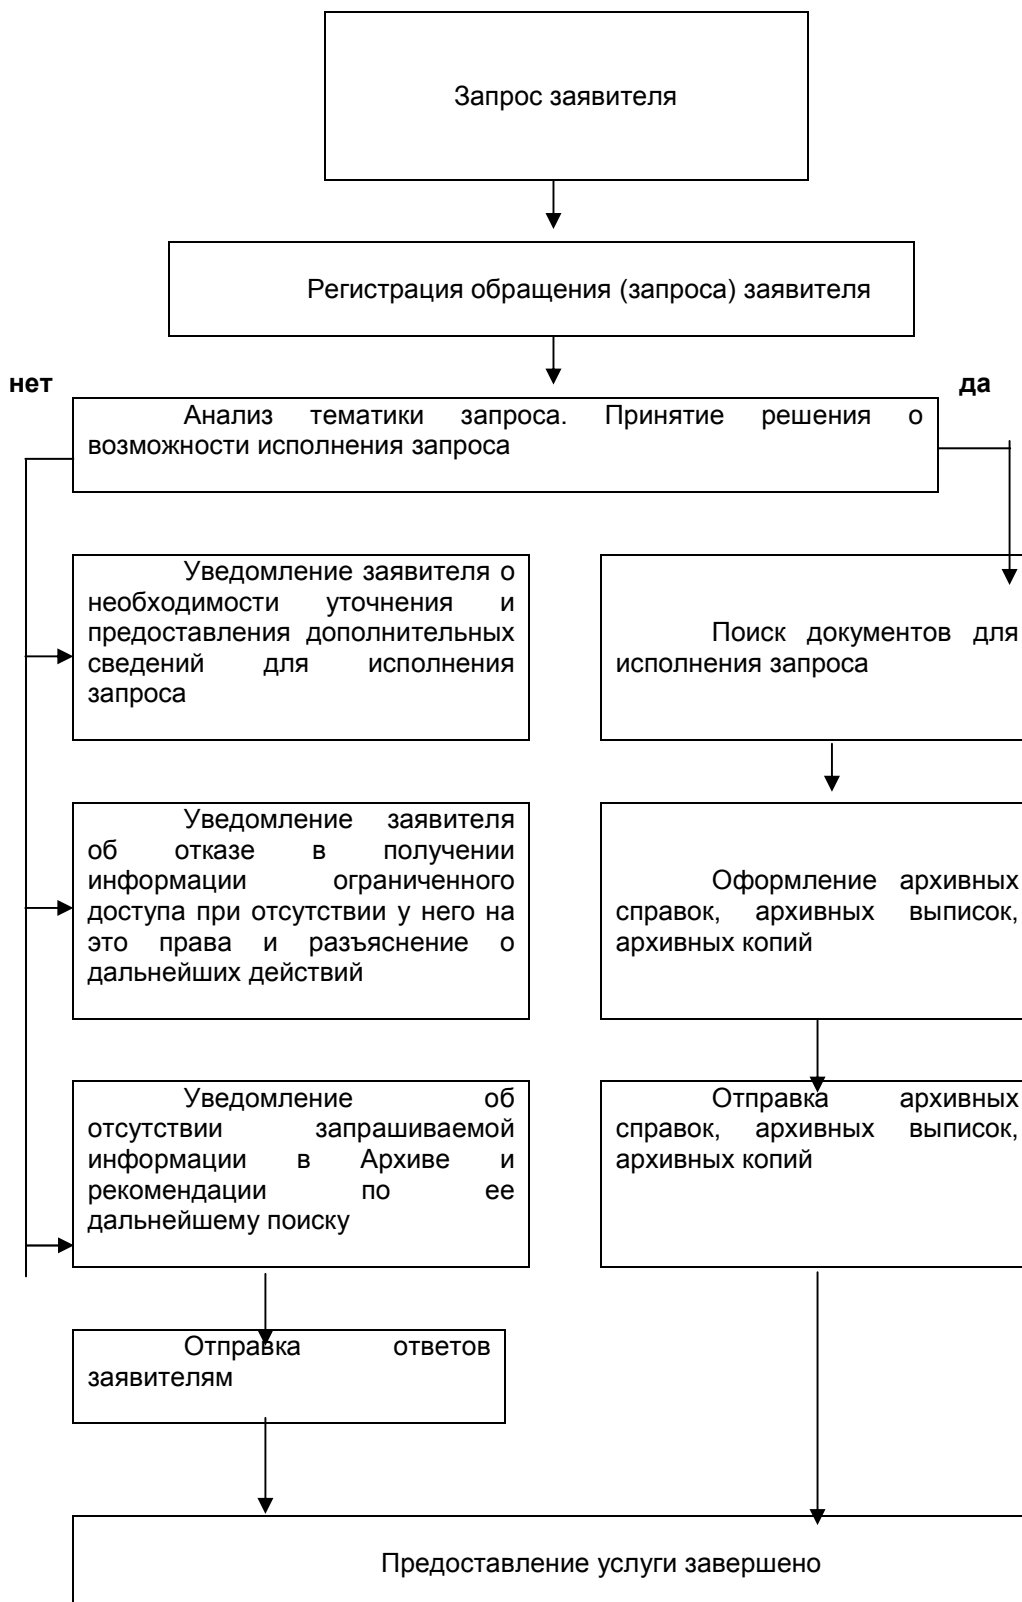 Запрос заявителя
Регистрация обращения (запроса) заявителя
нет
да
Анализ тематики запроса. Принятие решения о
возможности исполнения запроса
Уведомление заявителя о
необходимости уточнения и
предоставления дополнительных
сведений для исполнения
запроса
Поиск документов для
исполнения запроса
Уведомление заявителя
об отказе в получении
информации ограниченного
доступа при отсутствии у него на
это права и разъяснение о
дальнейших действий
Оформление архивных
справок, архивных выписок,
архивных копий
Уведомление об
отсутствии запрашиваемой
информации в Архиве и
рекомендации по ее
дальнейшему поиску
Отправка архивных
справок, архивных выписок,
архивных копий
Отправка ответов
заявителям
Предоставление услуги завершено